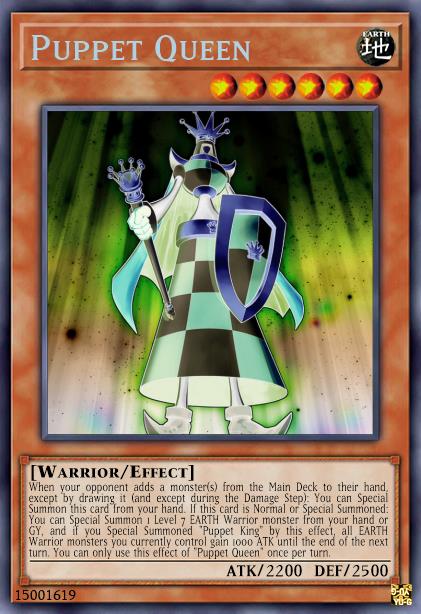 PUPPET QUEEN
EARTH
地
[WARRIOR/EFFECT]
When your opponent adds a monster(s) from the Main Deck to their hand,
except by drawing it (and except during the Damage Step): You can Special
Summon this card from your hand. If this card is Normal or Special Summoned:
You can Special Summon 1 Level 7 EARTH Warrior monster from your hand or
GY, and if you Special Summoned "Puppet King" by this effect, all EARTH
Warrior monsters you currently control gain 1000 ATK until the end of the next
turn. You can only use this effect of "Puppet Queen" once per turn.
ATK/2200 DEF/2500
15001619